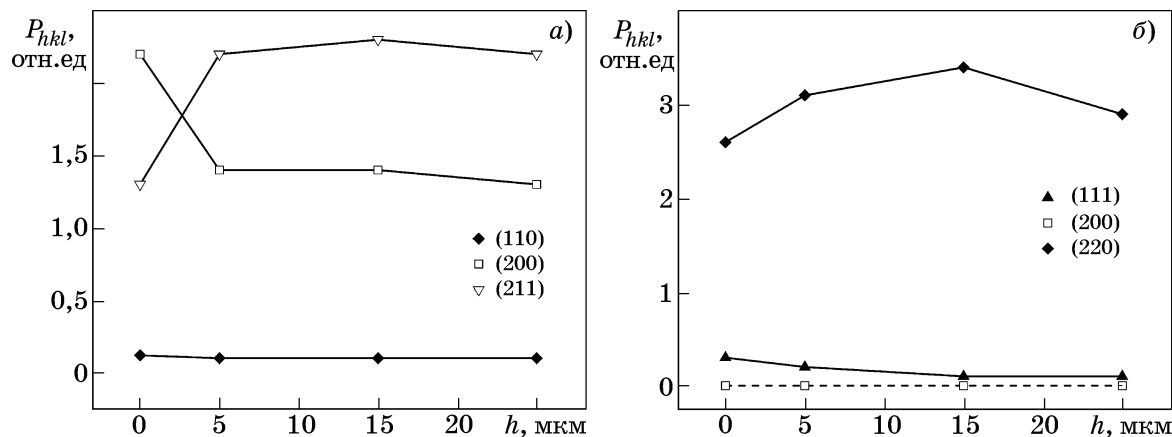 P_hkl,
отн.ед
а)
1,5
1,0
0,5
0
(110)
(200)
(211)
0 5 10 15 20 h, мкм
P_hkl,
отн.ед
б)
3
2
1
0
(111)
(200)
(220)
0 5 10 15 20 h, мкм